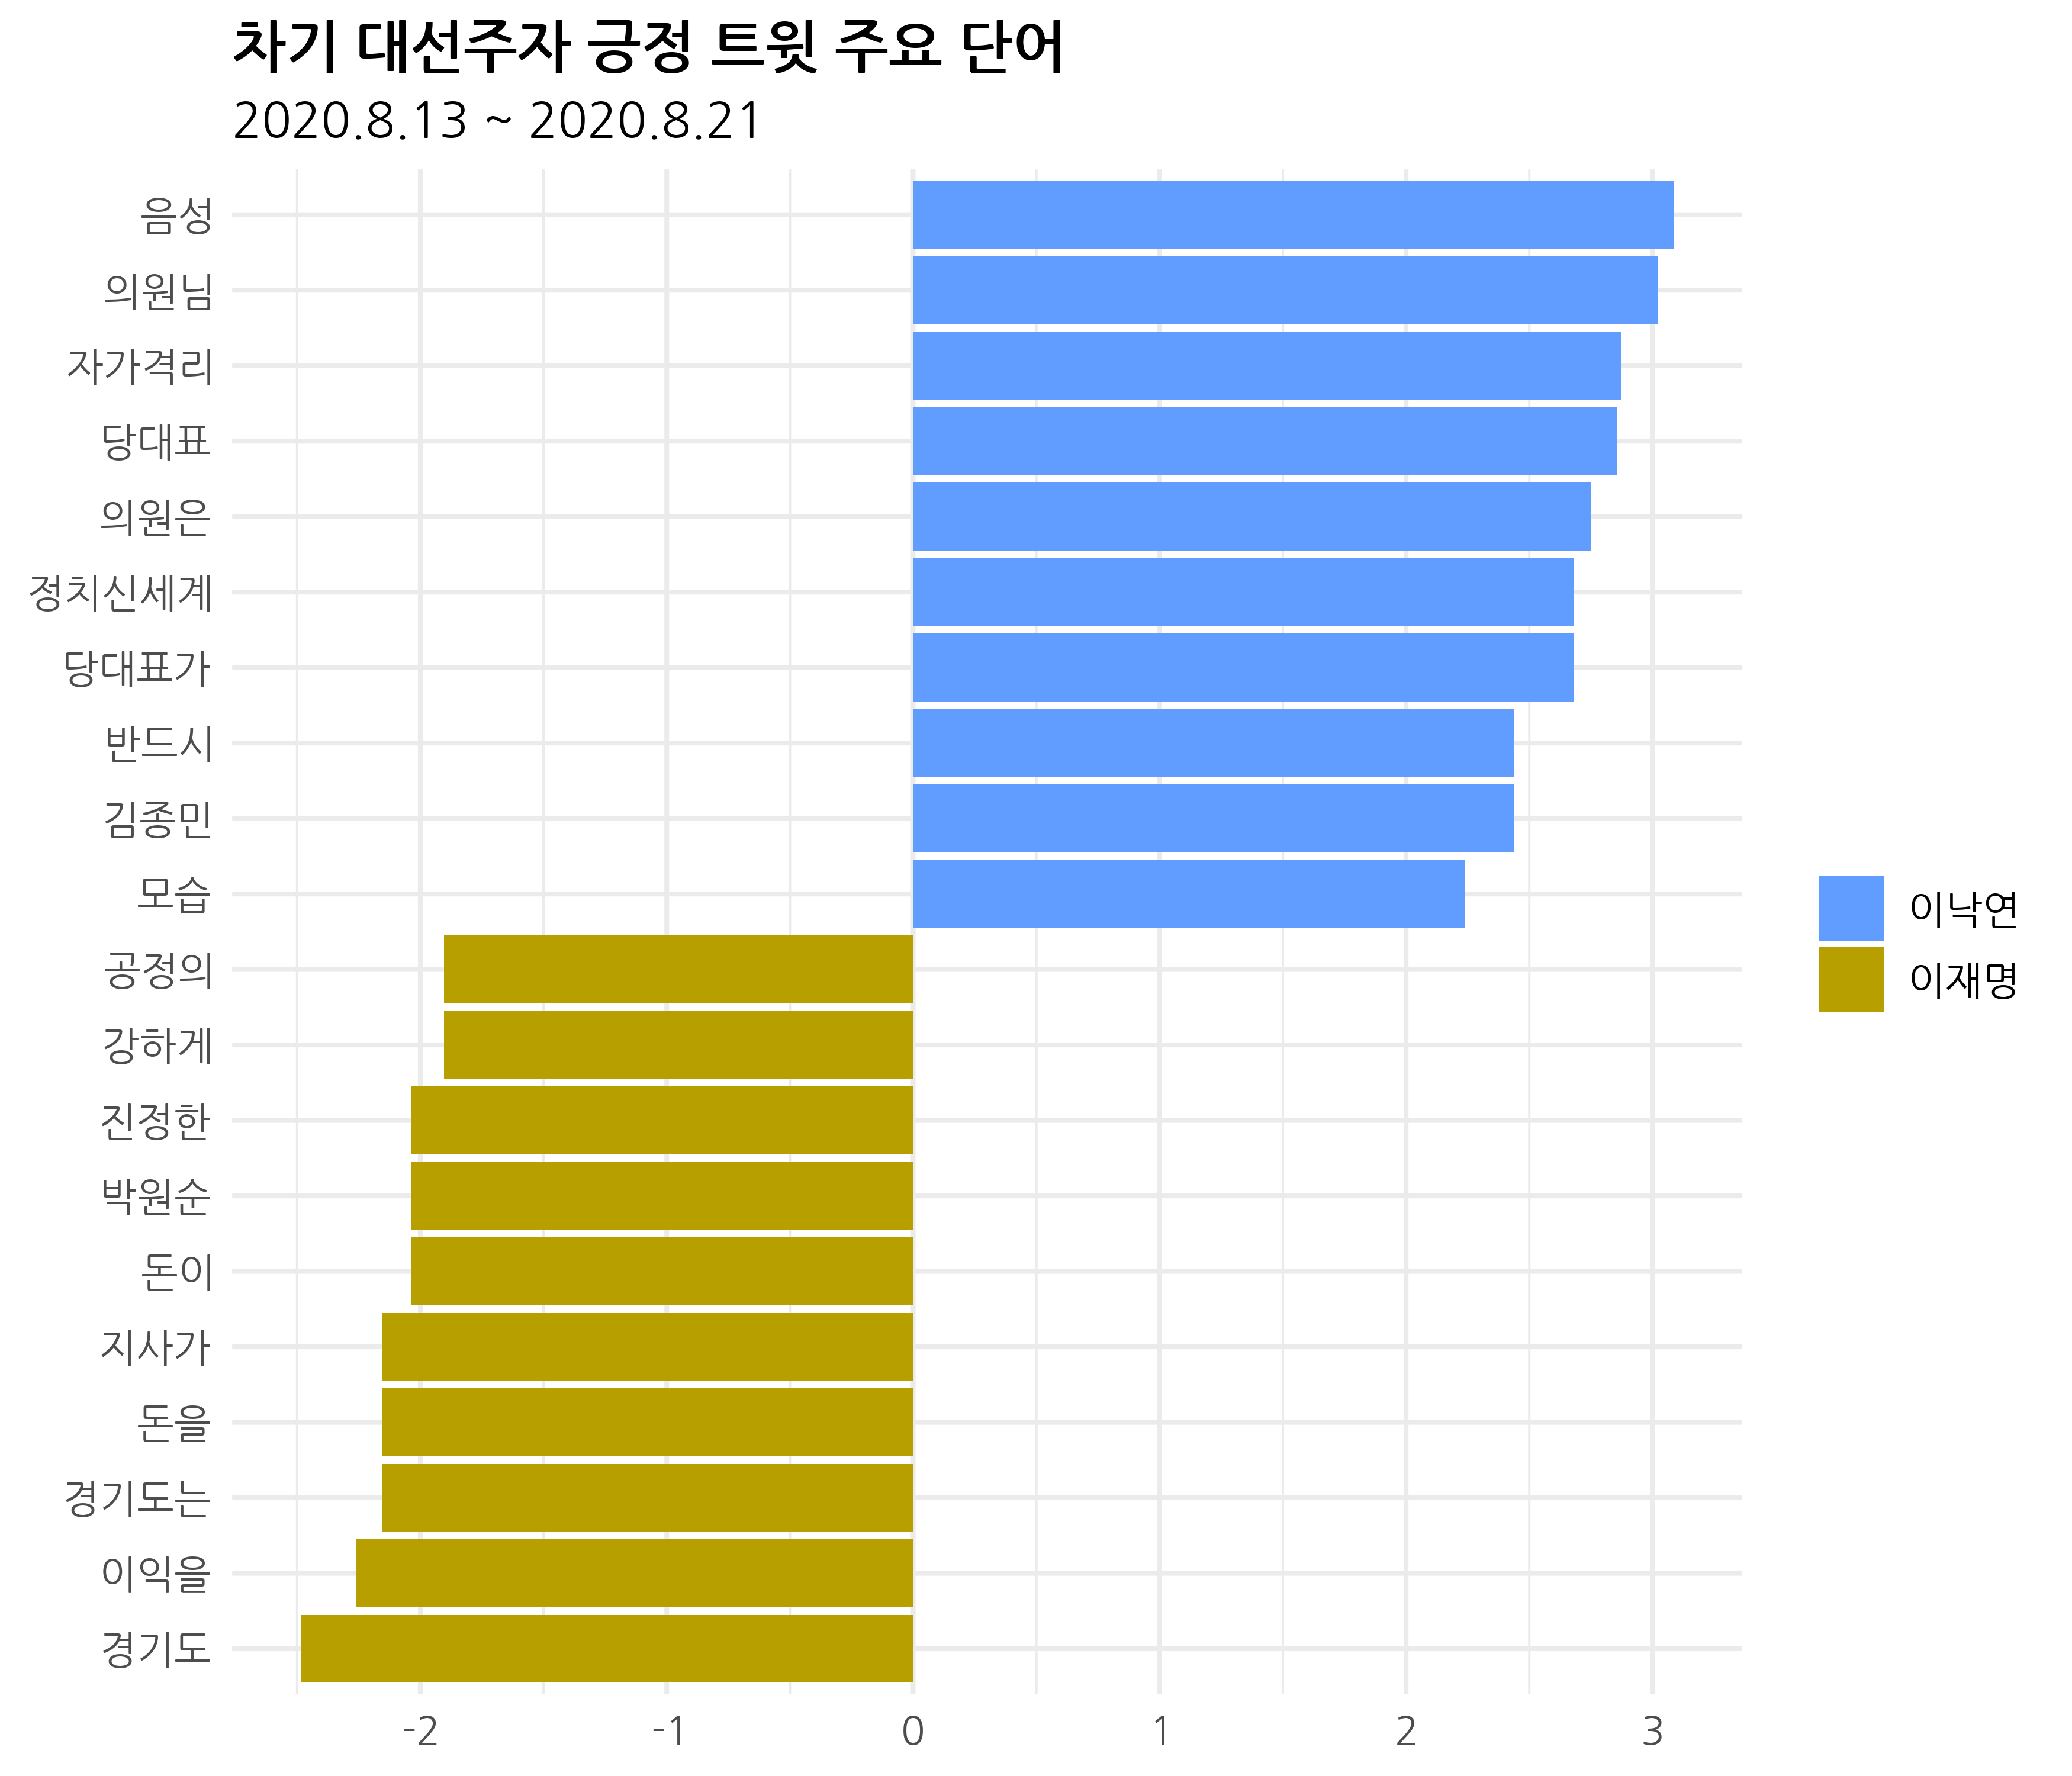 차기 대선주자 긍정 트윗 주요 단어
2020.8.13 ~ 2020.8.21
음성
의원님
자가격리
당대표
의원은
정치신세계
당대표가
반드시
김종민
모습
공정의
강하게
진정한
박원순
돈이
지사가
돈을
경기도는
이익을
경기도
-2 -1 0 1 2 3
이낙연
이재명